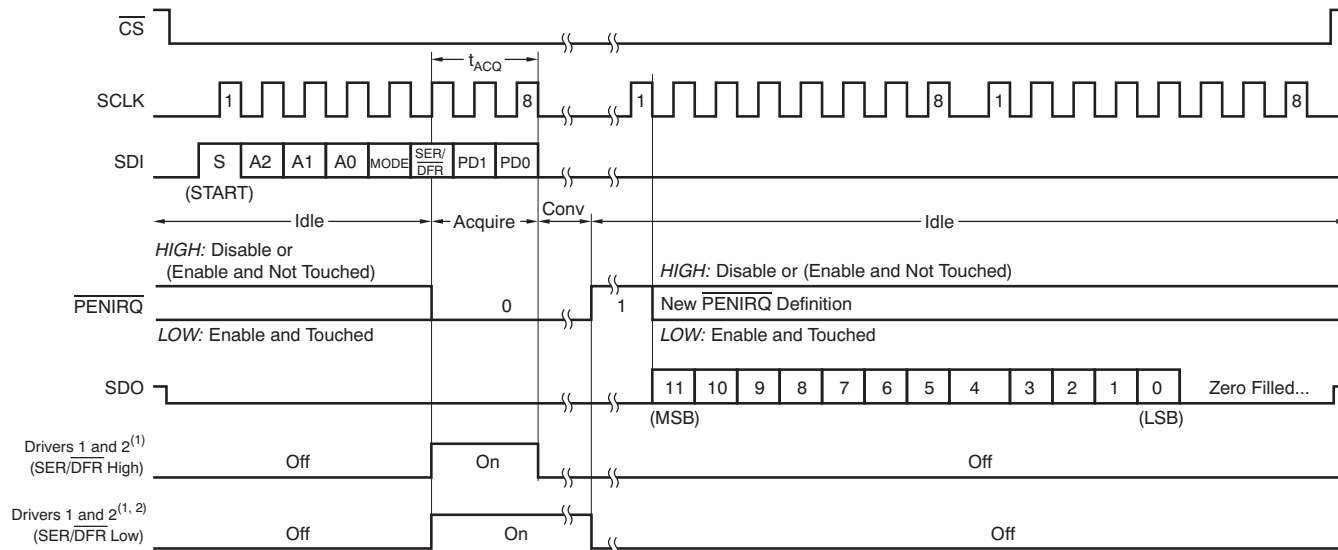 CS
tACQ
SCLK 1 8 1 8 1 8
SDI S A2 A1 A0 MODE SER/DFR PD1 PD0
(START)
Idle Acquire Conv Idle
HIGH: Disable or
(Enable and Not Touched)
HIGH: Disable or (Enable and Not Touched)
PENIRQ 0 1 New PENIRQ Definition
LOW: Enable and Touched LOW: Enable and Touched
SDO 11 10 9 8 7 6 5 4 3 2 1 0 Zero Filled...
(MSB) (LSB)
Drivers 1 and 2(1)
(SER/DFR High) Off On Off
Drivers 1 and 2(1, 2)
(SER/DFR Low) Off On Off